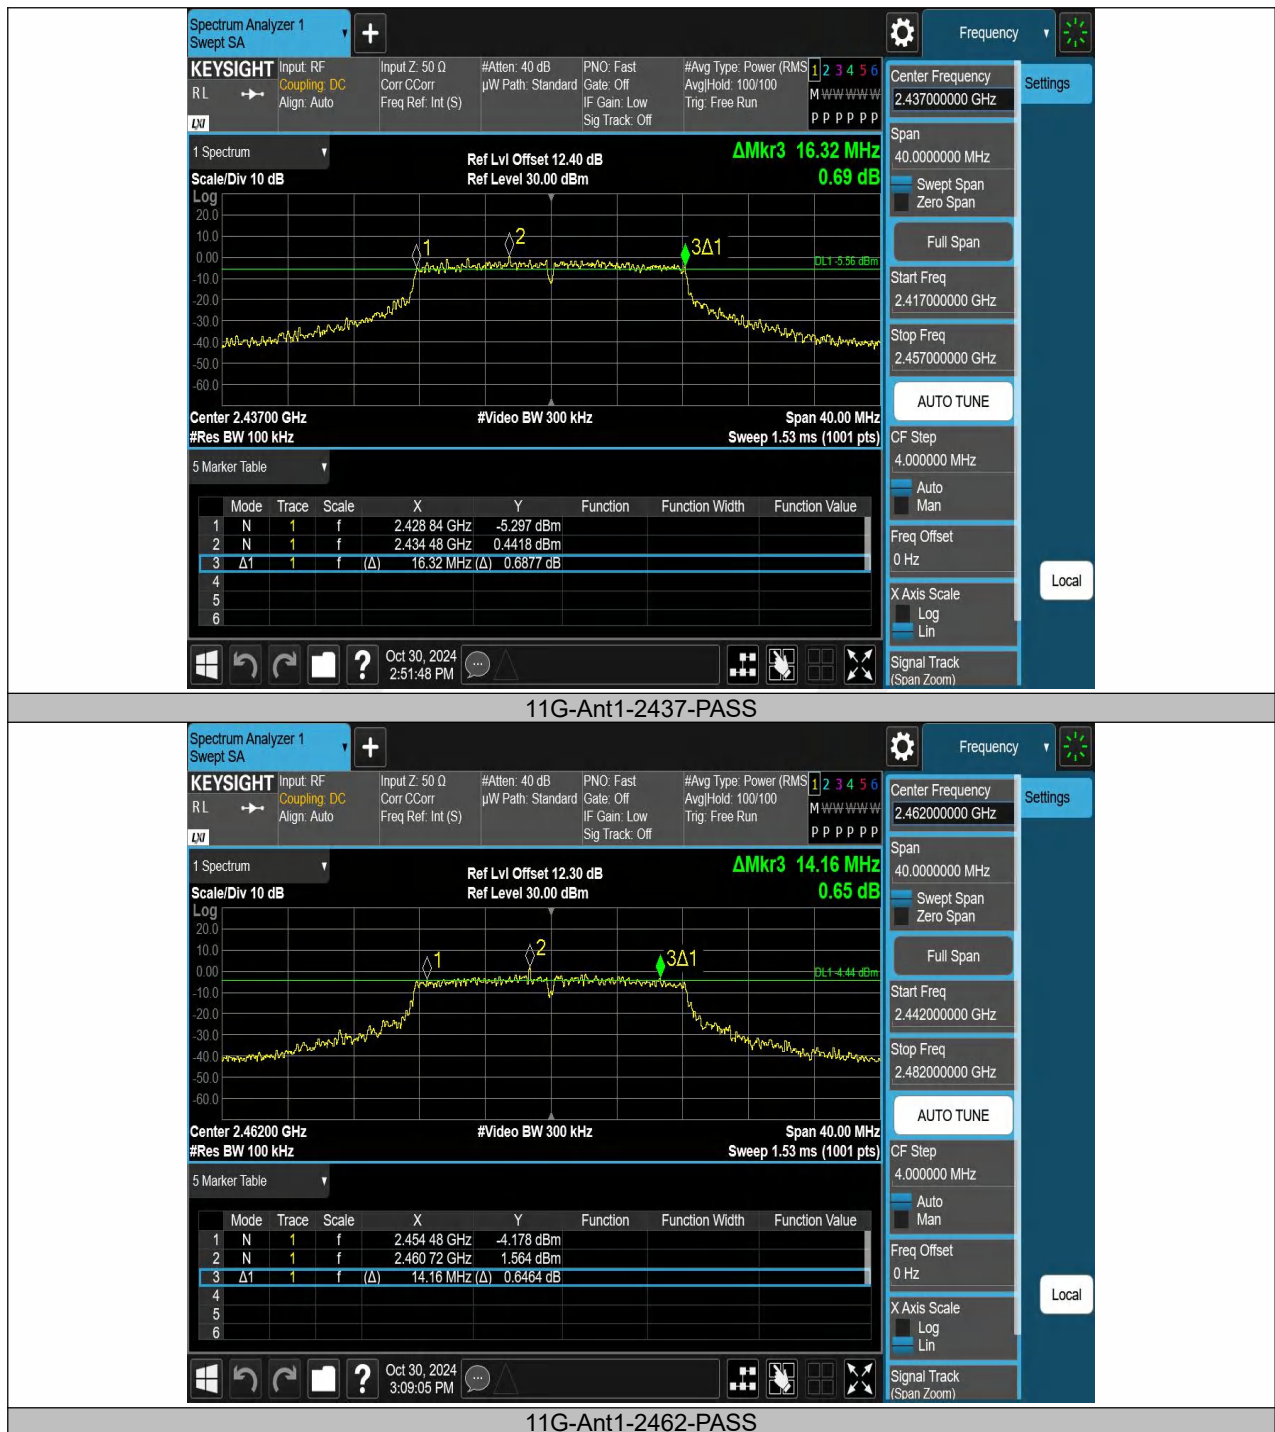 Spectrum Analyzer 1
Swept SA
+
Frequency
KEYSIGHT Input: RF Input Z: 50 Ω #Atten: 40 dB PNO: Fast #Avg Type: Power (RMS 1 2 3 4 5 6
RL Coupling: DC Corr CCorr µW Path: Standard Gate: Off Avg|Hold: 100/100 M W W W W W
Align: Auto Freq Ref: Int (S) IF Gain: Low Trig: Free Run
LXI Sig Track: Off P P P P P P
1 Spectrum
Scale/Div 10 dB
Ref Lvl Offset 12.40 dB
Ref Level 30.00 dBm
ΔMkr3 16.32 MHz
0.69 dB
Log
20.0
10.0
0.00
-10.0
-20.0
-30.0
-40.0
-50.0
-60.0
1
2
3Δ1
DL1 -5.56 dBm
Center 2.43700 GHz #Video BW 300 kHz Span 40.00 MHz
#Res BW 100 kHz Sweep 1.53 ms (1001 pts)
5 Marker Table
Mode Trace Scale X Y Function Function Width Function Value
1 N 1 f 2.428 84 GHz -5.297 dBm
2 N 1 f 2.434 48 GHz 0.4418 dBm
3 Δ1 1 f (Δ) 16.32 MHz (Δ) 0.6877 dB
4
5
6
? Oct 30, 2024
2:51:48 PM
Center Frequency
2.437000000 GHz
Settings
Span
40.0000000 MHz
Swept Span
Zero Span
Full Span
Start Freq
2.417000000 GHz
Stop Freq
2.457000000 GHz
AUTO TUNE
CF Step
4.000000 MHz
Auto
Man
Freq Offset
0 Hz
Local
X Axis Scale
Log
Lin
Signal Track
(Span Zoom)
11G-Ant1-2437-PASS
Spectrum Analyzer 1
Swept SA
+
Frequency
KEYSIGHT Input: RF Input Z: 50 Ω #Atten: 40 dB PNO: Fast #Avg Type: Power (RMS 1 2 3 4 5 6
RL Coupling: DC Corr CCorr µW Path: Standard Gate: Off Avg|Hold: 100/100 M W W W W W
Align: Auto Freq Ref: Int (S) IF Gain: Low Trig: Free Run
LXI Sig Track: Off P P P P P P
1 Spectrum
Scale/Div 10 dB
Ref Lvl Offset 12.30 dB
Ref Level 30.00 dBm
ΔMkr3 14.16 MHz
0.65 dB
Log
20.0
10.0
0.00
-10.0
-20.0
-30.0
-40.0
-50.0
-60.0
1
2
3Δ1
DL1 -4.44 dBm
Center 2.46200 GHz #Video BW 300 kHz Span 40.00 MHz
#Res BW 100 kHz Sweep 1.53 ms (1001 pts)
5 Marker Table
Mode Trace Scale X Y Function Function Width Function Value
1 N 1 f 2.454 48 GHz -4.178 dBm
2 N 1 f 2.460 72 GHz 1.564 dBm
3 Δ1 1 f (Δ) 14.16 MHz (Δ) 0.6464 dB
4
5
6
? Oct 30, 2024
3:09:05 PM
Center Frequency
2.462000000 GHz
Settings
Span
40.0000000 MHz
Swept Span
Zero Span
Full Span
Start Freq
2.442000000 GHz
Stop Freq
2.482000000 GHz
AUTO TUNE
CF Step
4.000000 MHz
Auto
Man
Freq Offset
0 Hz
Local
X Axis Scale
Log
Lin
Signal Track
(Span Zoom)
11G-Ant1-2462-PASS